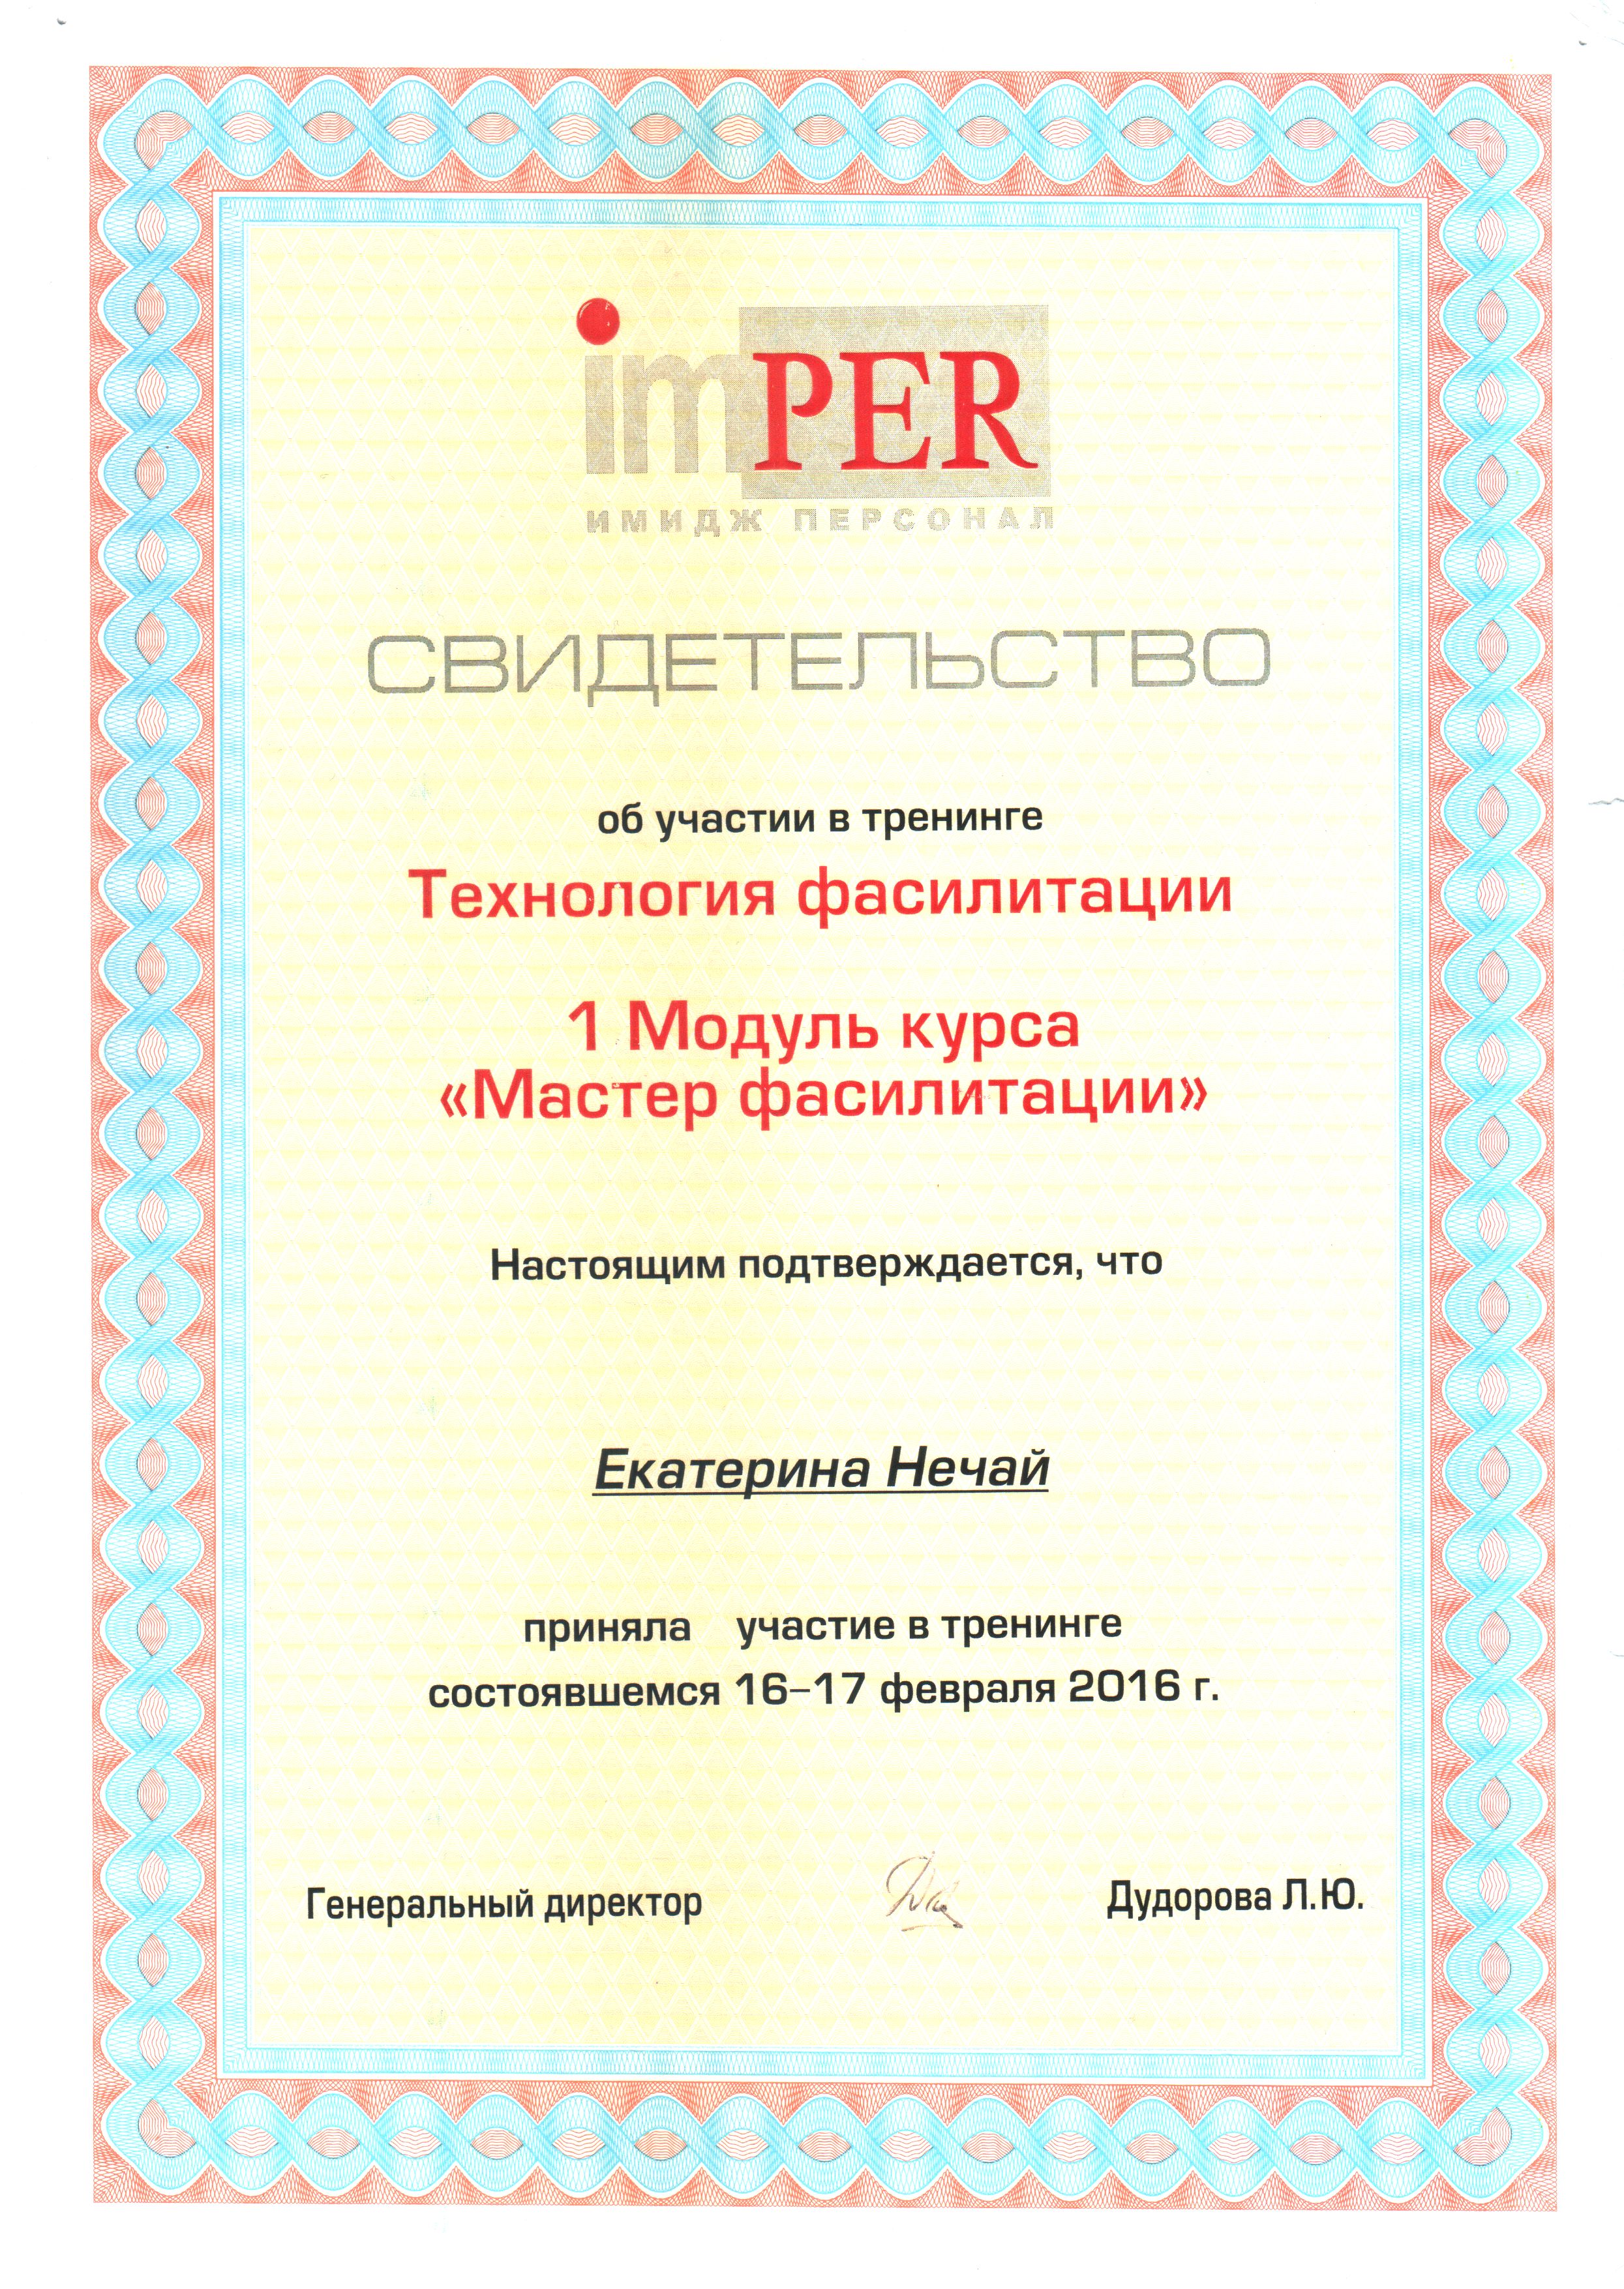 imPER
ИМИДЖ ПЕРСОНАЛ
СВИДЕТЕЛЬСТВО
об участии в тренинге
Технология фасилитации
1 Модуль курса
«Мастер фасилитации»
Настоящим подтверждается, что
Екатерина Нечай
приняла участие в тренинге
состоявшемся 16–17 февраля 2016 г.
Генеральный директор Дудорова Л.Ю.